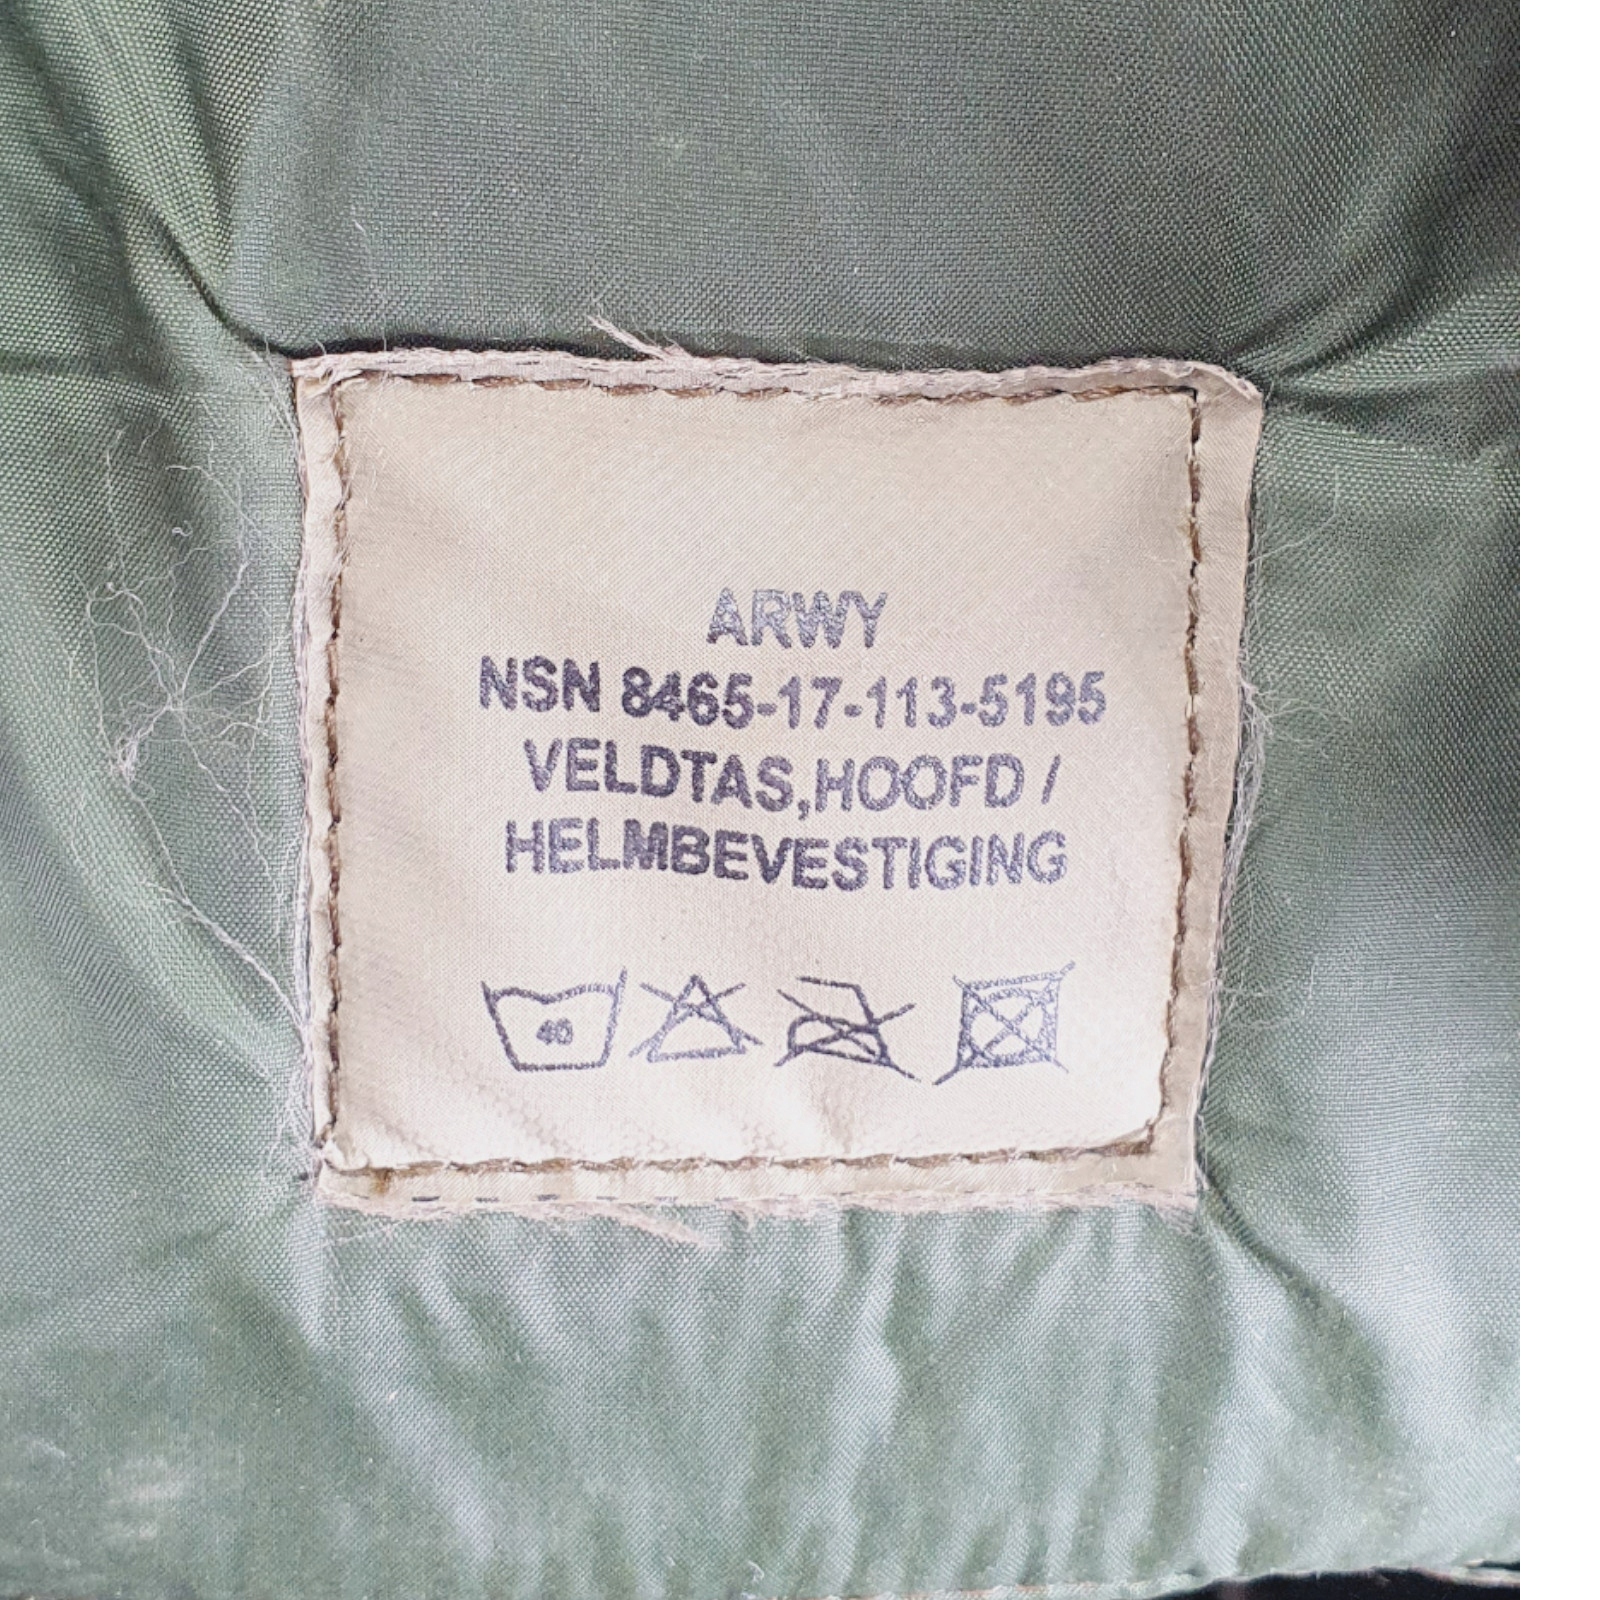 ARWY
NSN 8465-17-113-5195
VELDTAS,HOOFD /
HELMBEVESTIGING
40